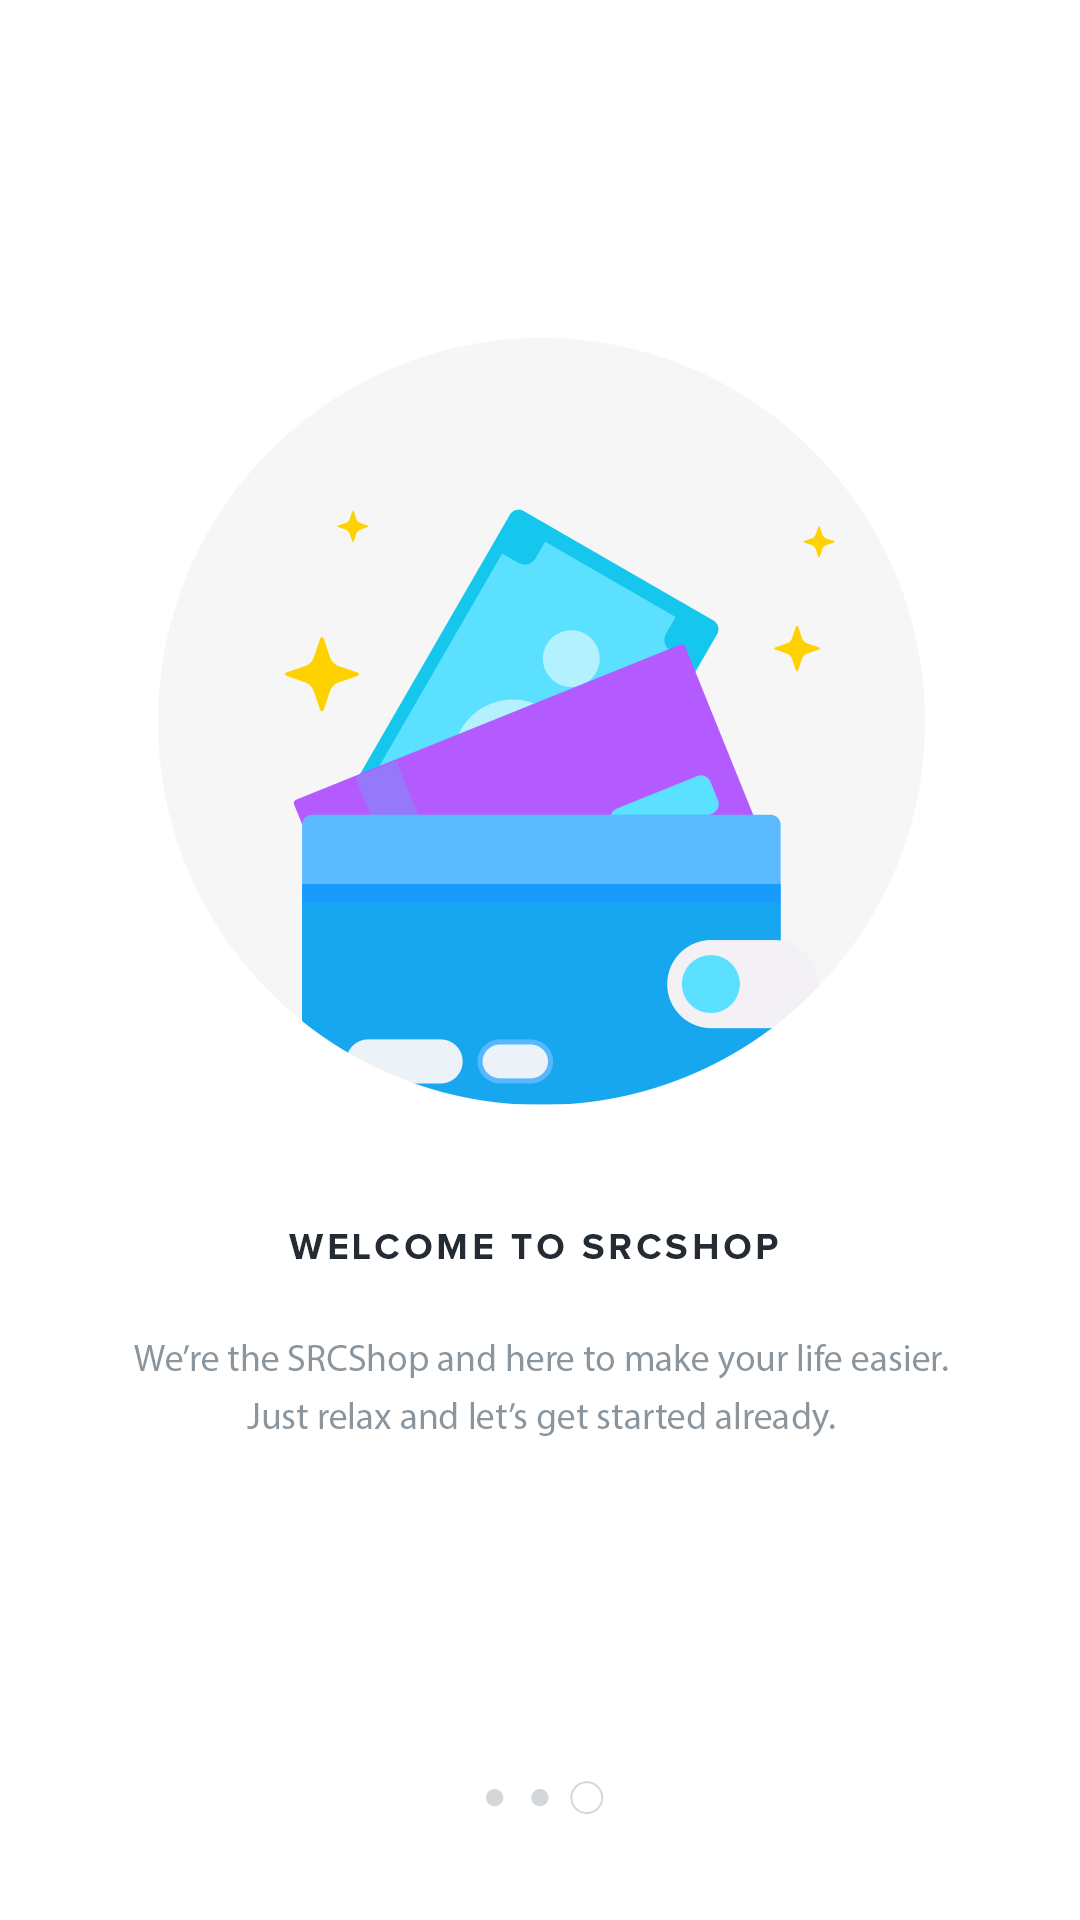 WELCOME TO SRCSHOP
We’re the SRCShop and here to make your life easier.
Just relax and let’s get started already.